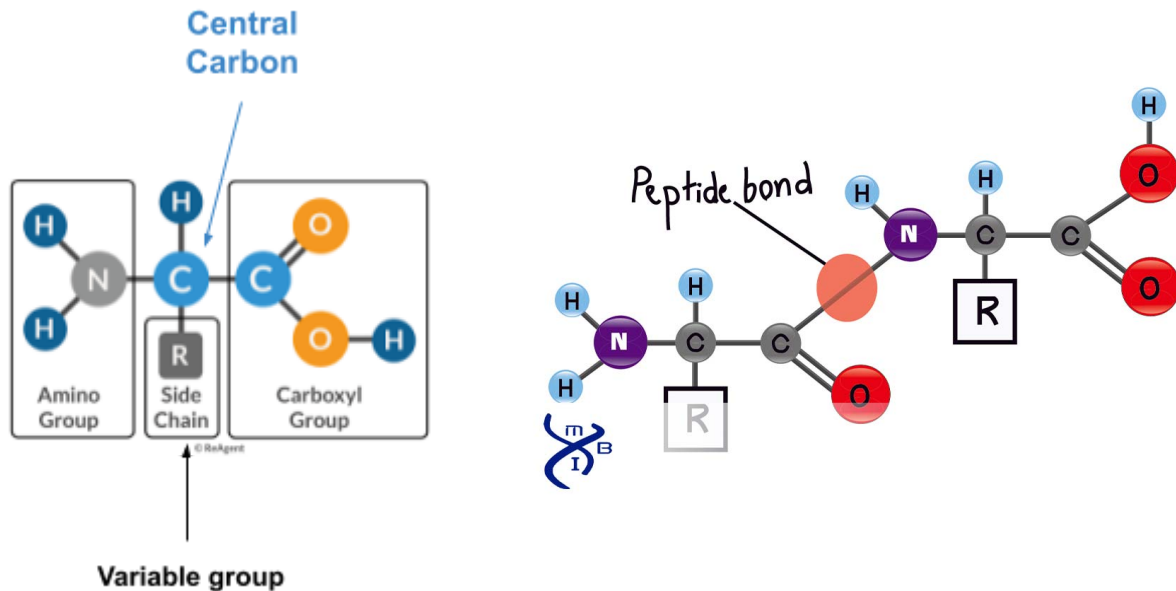 Central
Carbon
H
H
O
N
C
C
H
O
H
R
Amino
Group
Side
Chain
Carboxyl
Group
© ReAgent
Variable group
Peptide bond
H
O
H
H
N
C
C
R
O
H
H
N
C
C
H
R
O
E
I
B